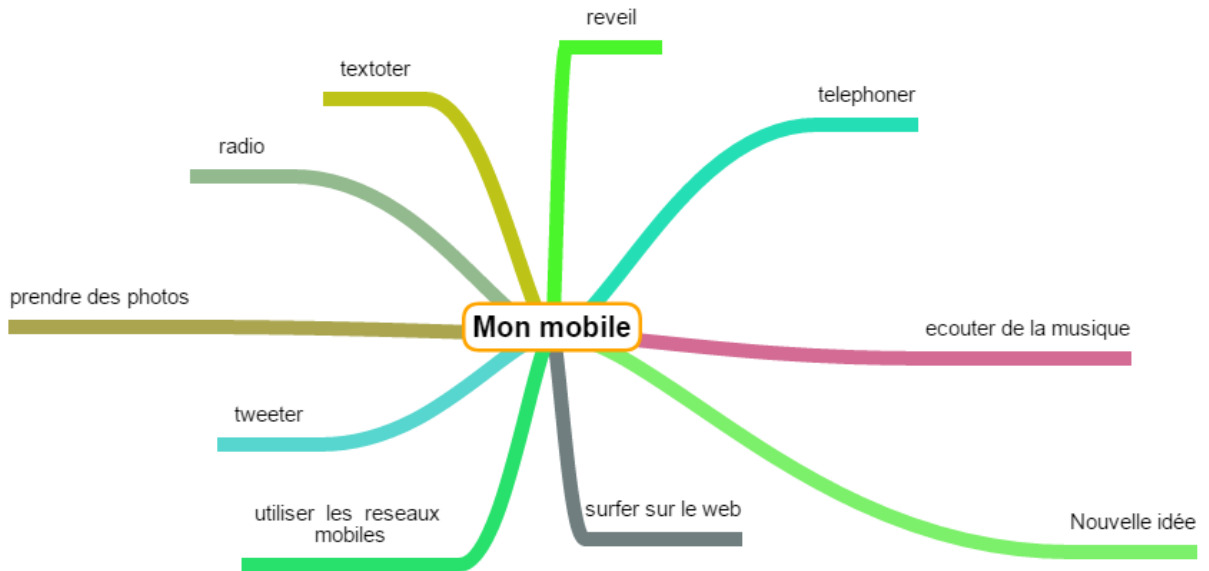 reveil
textoter
telephoner
radio
prendre des photos
Mon mobile
ecouter de la musique
tweeter
utiliser les reseaux
mobiles
surfer sur le web
Nouvelle idée